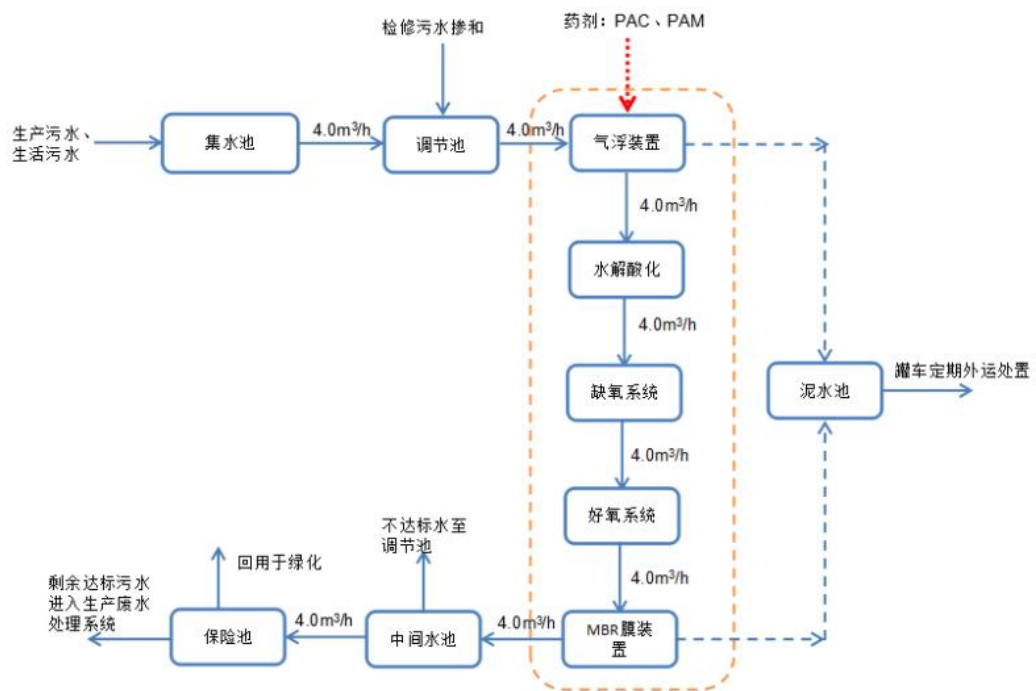 检修污水掺和
药剂：PAC、PAM
生产污水、
生活污水
集水池
4.0m³/h
调节池
4.0m³/h
气浮装置
4.0m³/h
水解酸化
4.0m³/h
缺氧系统
泥水池
罐车定期外运处置
4.0m³/h
好氧系统
4.0m³/h
不达标水至
调节池
回用于绿化
剩余达标污水
进入生产废水
处理系统
保险池
4.0m³/h
中间水池
4.0m³/h
MBR膜装
置